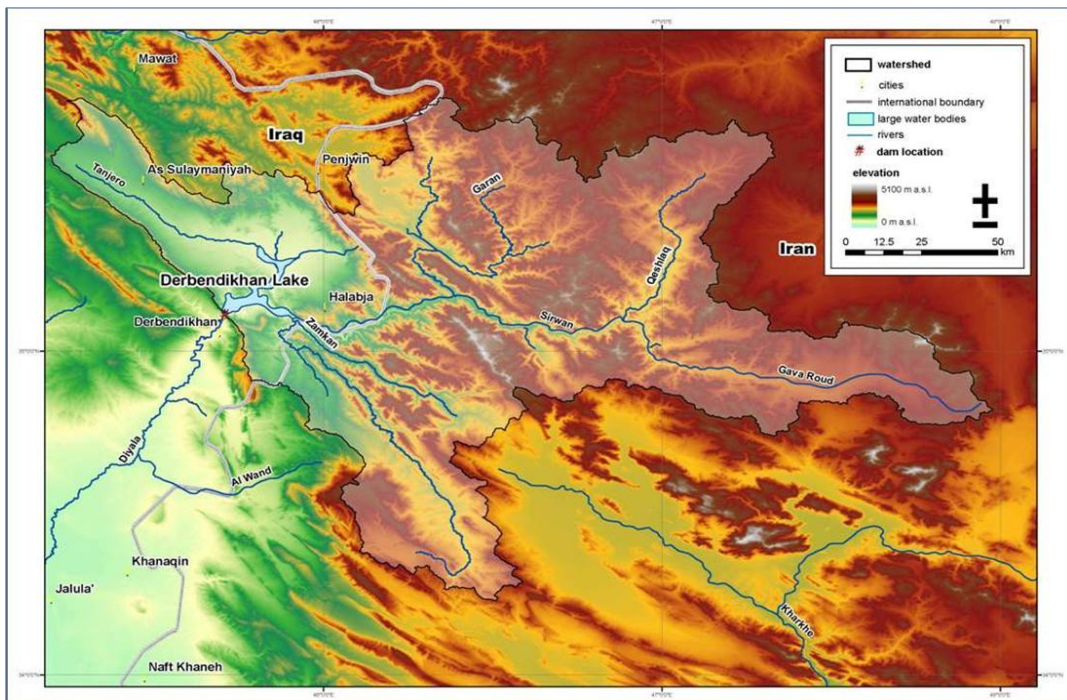 Mawat
Iraq
Penjwin
As Sulaymaniyah
Tanjero
Garan
Qeshlaq
Iran
Derbendikhan Lake
Halabja
Derbendikhan
Zamkan
Sirwan
Gava Roud
Diyala
Al Wand
Khanaqin
Jalula'
Naft Khaneh
Kharkhe
watershed
cities
international boundary
large water bodies
rivers
dam location
elevation
5100 m a.s.l.
0 m a.s.l.
0 12.5 25 50
km